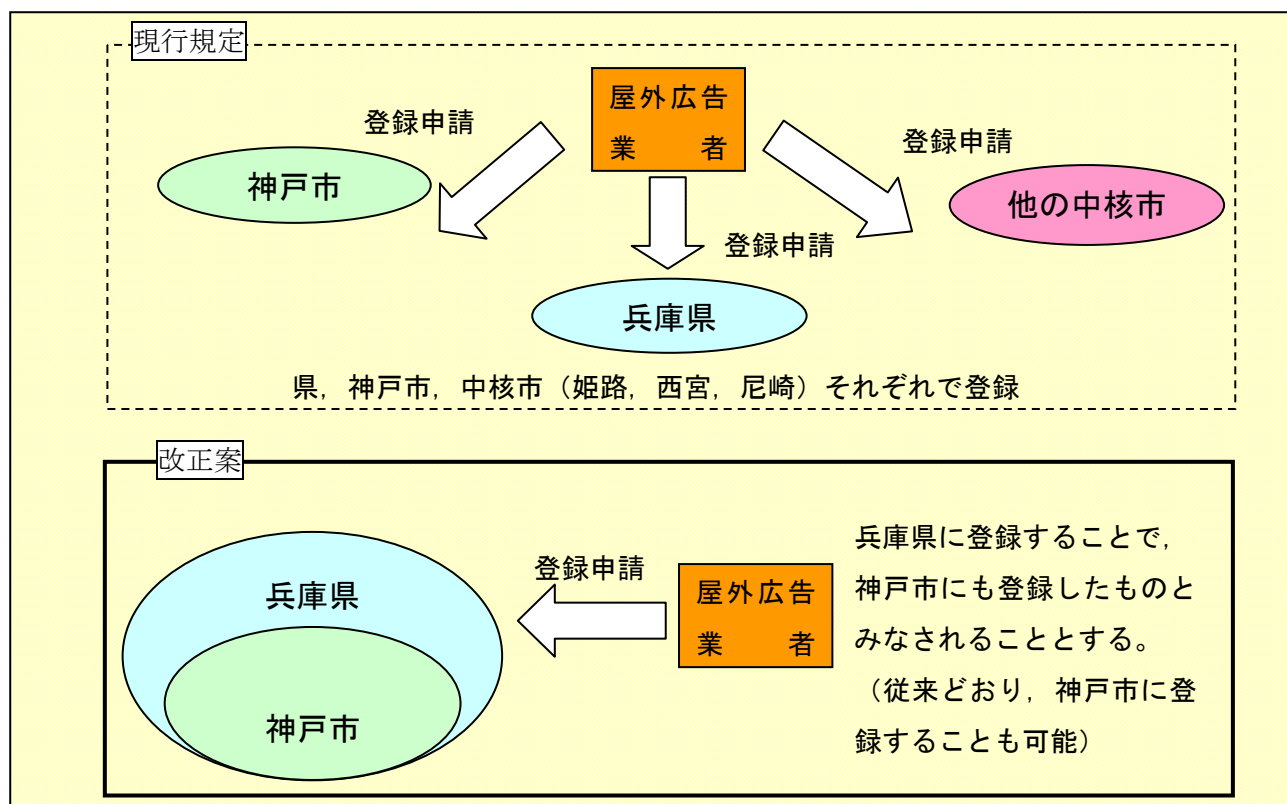 現行規定
屋外広告
業　　者
登録申請
登録申請
神戸市
他の中核市
登録申請
兵庫県
県，神戸市，中核市（姫路，西宮，尼崎）それぞれで登録
改正案
兵庫県に登録することで，
神戸市にも登録したものと
みなされることとする。
（従来どおり，神戸市に登
録することも可能）
登録申請
屋外広告
業　　者
兵庫県
神戸市